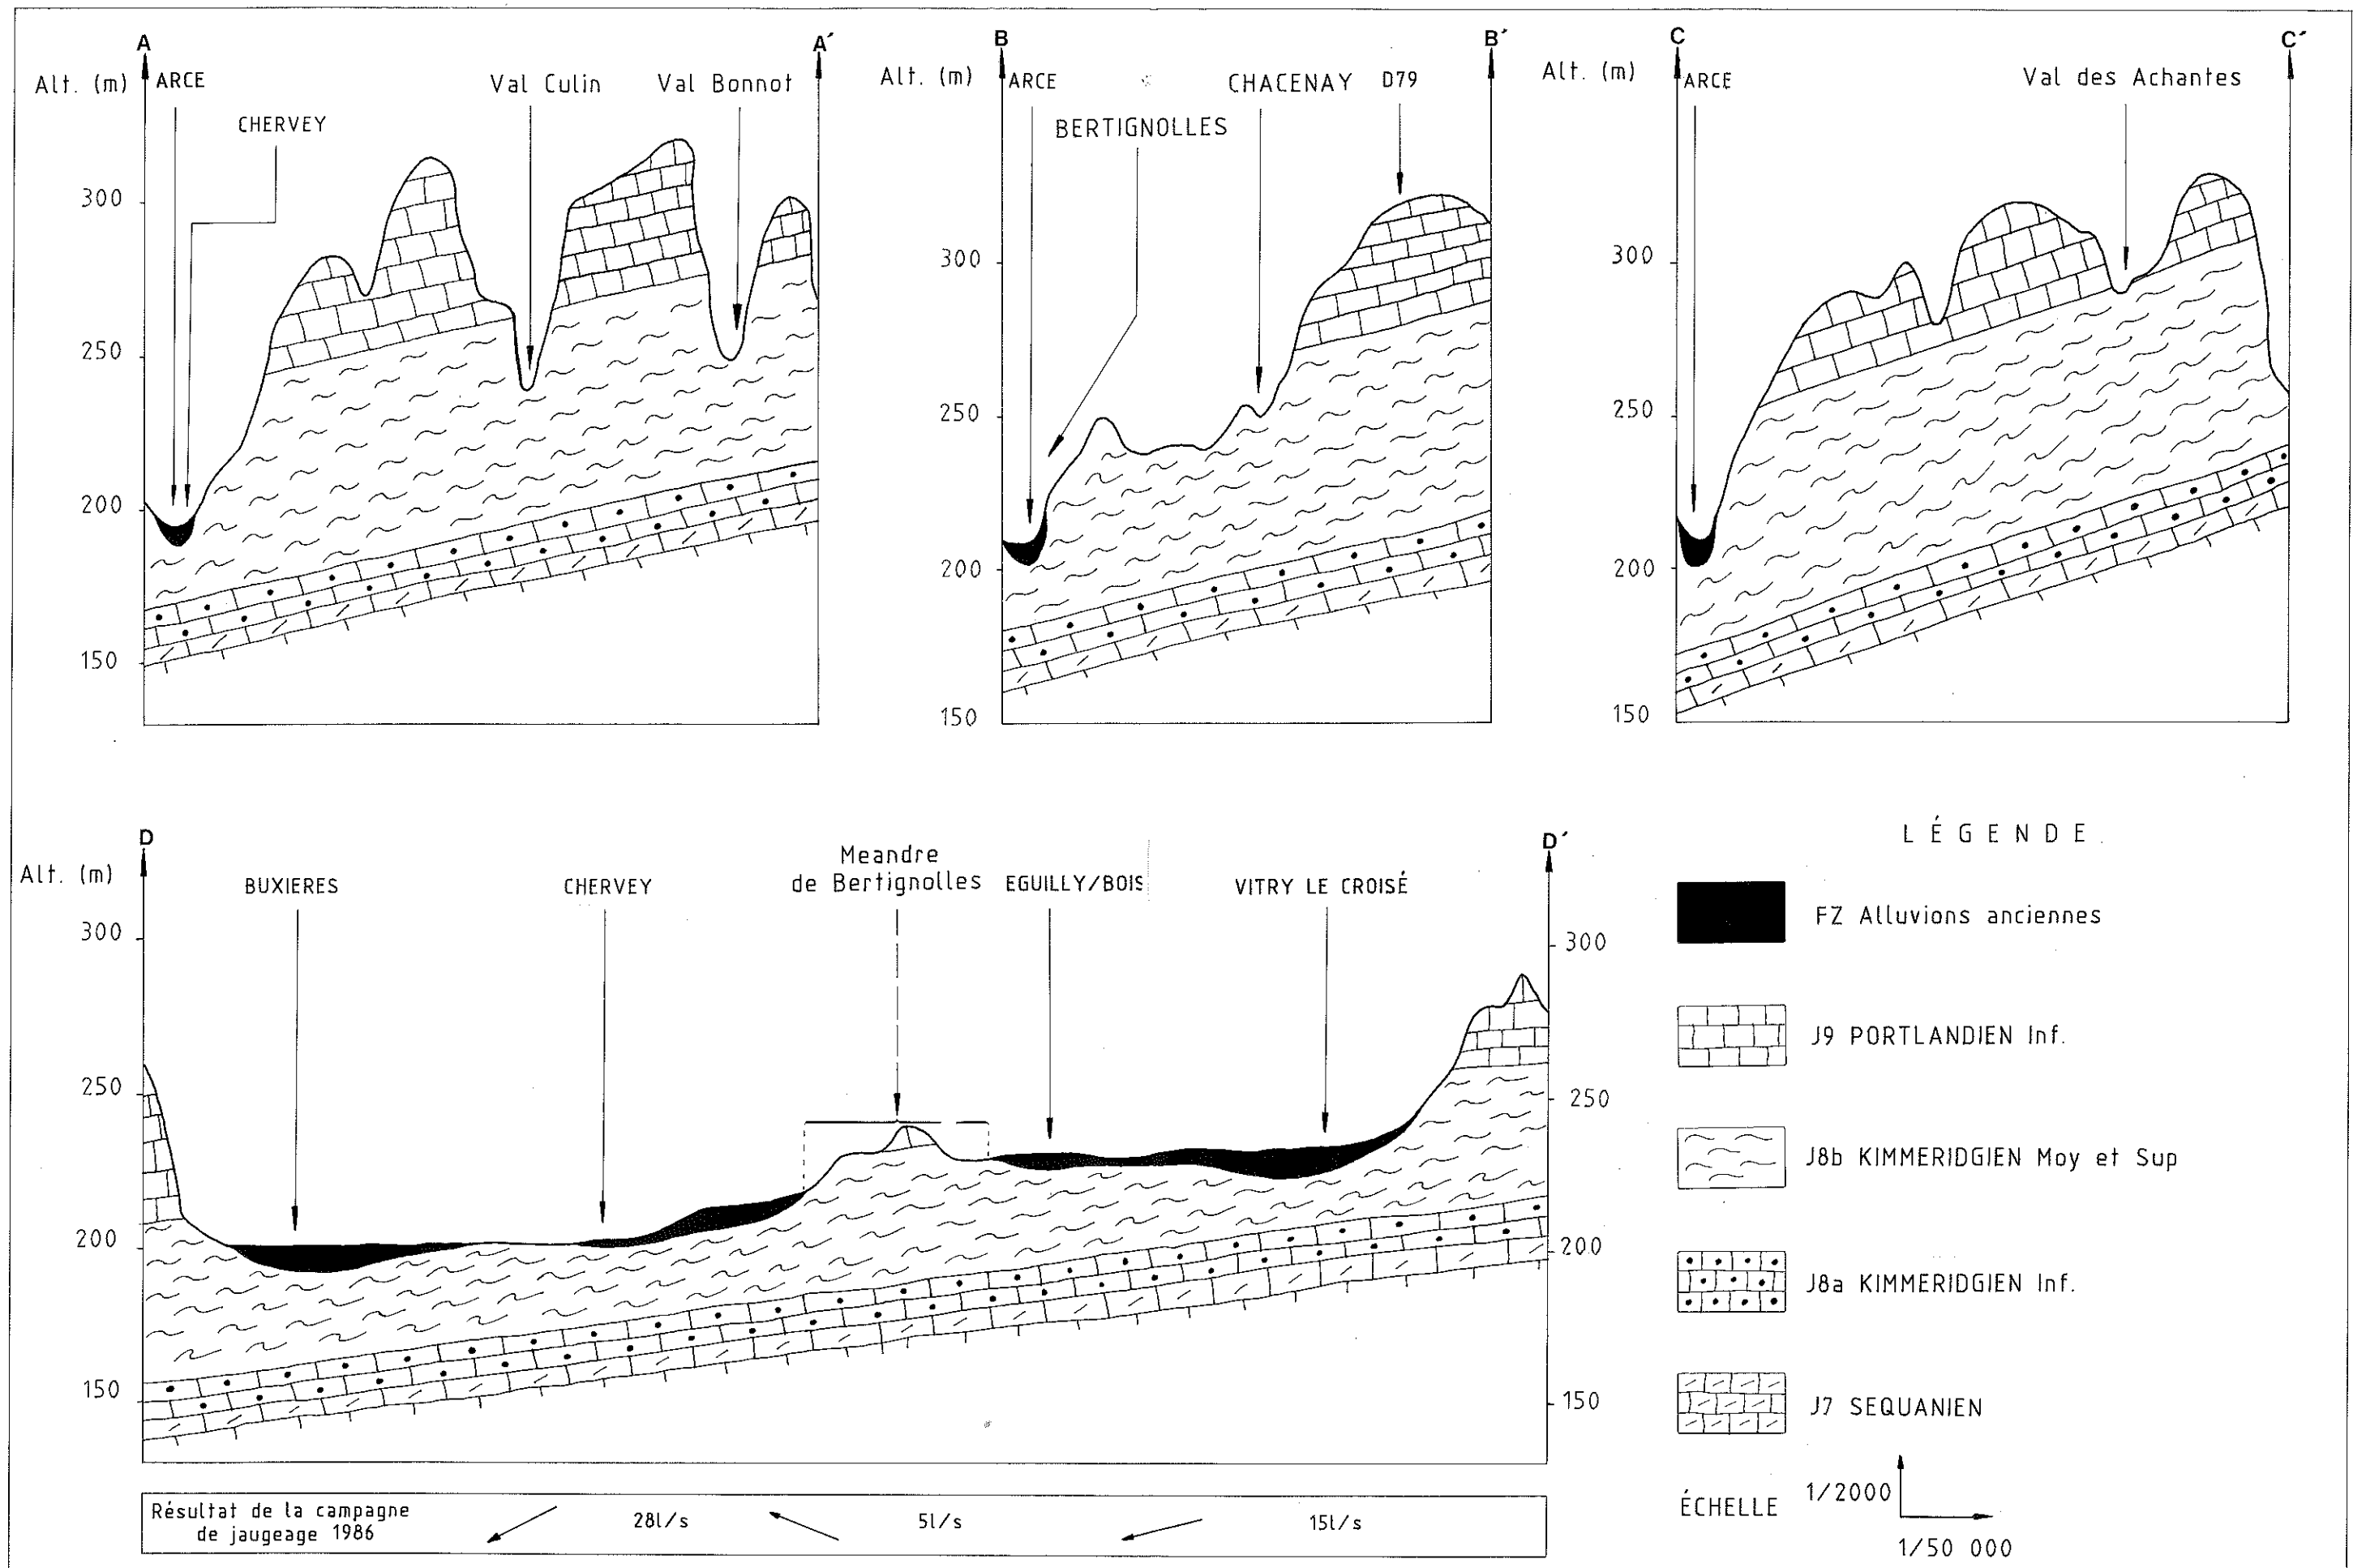 A
A´
Alt. (m)
ARCE
CHERVEY
Val Culin
Val Bonnot
300
250
200
150
B
B´
Alt. (m)
ARCE
BERTIGNOLLES
CHACENAY
D79
300
250
200
150
C
C´
Alt. (m)
ARCE
Val des Achantes
300
250
200
150
D
D´
Alt. (m)
BUXIERES
CHERVEY
Meandre
de Bertignolles
EGUILLY/BOIS
VITRY LE CROISÉ
300
250
200
150
300
250
200
150
Résultat de la campagne
de jaugeage 1986
28l/s
5l/s
15l/s
LÉGENDE
FZ Alluvions anciennes
J9 PORTLANDIEN Inf.
J8b KIMMERIDGIEN Moy et Sup
J8a KIMMERIDGIEN Inf.
J7 SEQUANIEN
ÉCHELLE
1/2000
1/50 000